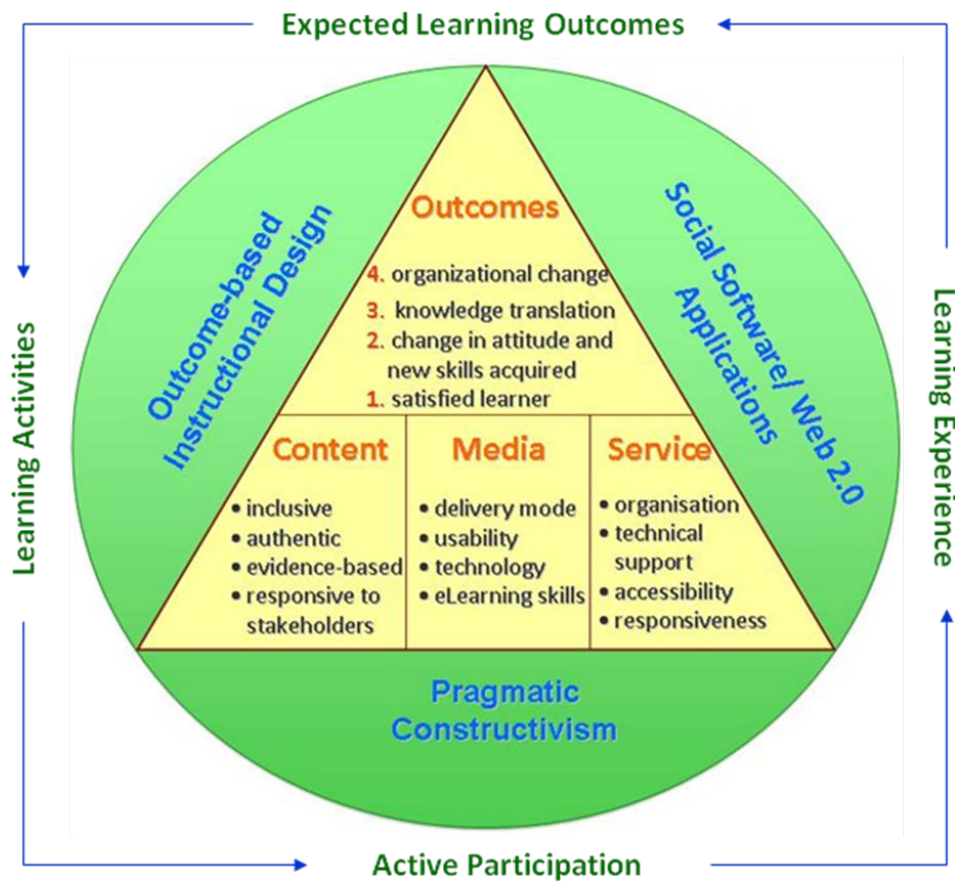 Expected Learning Outcomes
Learning Activities
Outcome-based
Instructional Design
Outcomes
4. organizational change
3. knowledge translation
2. change in attitude and
new skills acquired
1. satisfied learner
Social Software/ Web 2.0
Applications
Learning Experience
Content
• inclusive
• authentic
• evidence-based
• responsive to
stakeholders
Media
• delivery mode
• usability
• technology
• eLearning skills
Service
• organisation
• technical
support
• accessibility
• responsiveness
Pragmatic
Constructivism
Active Participation